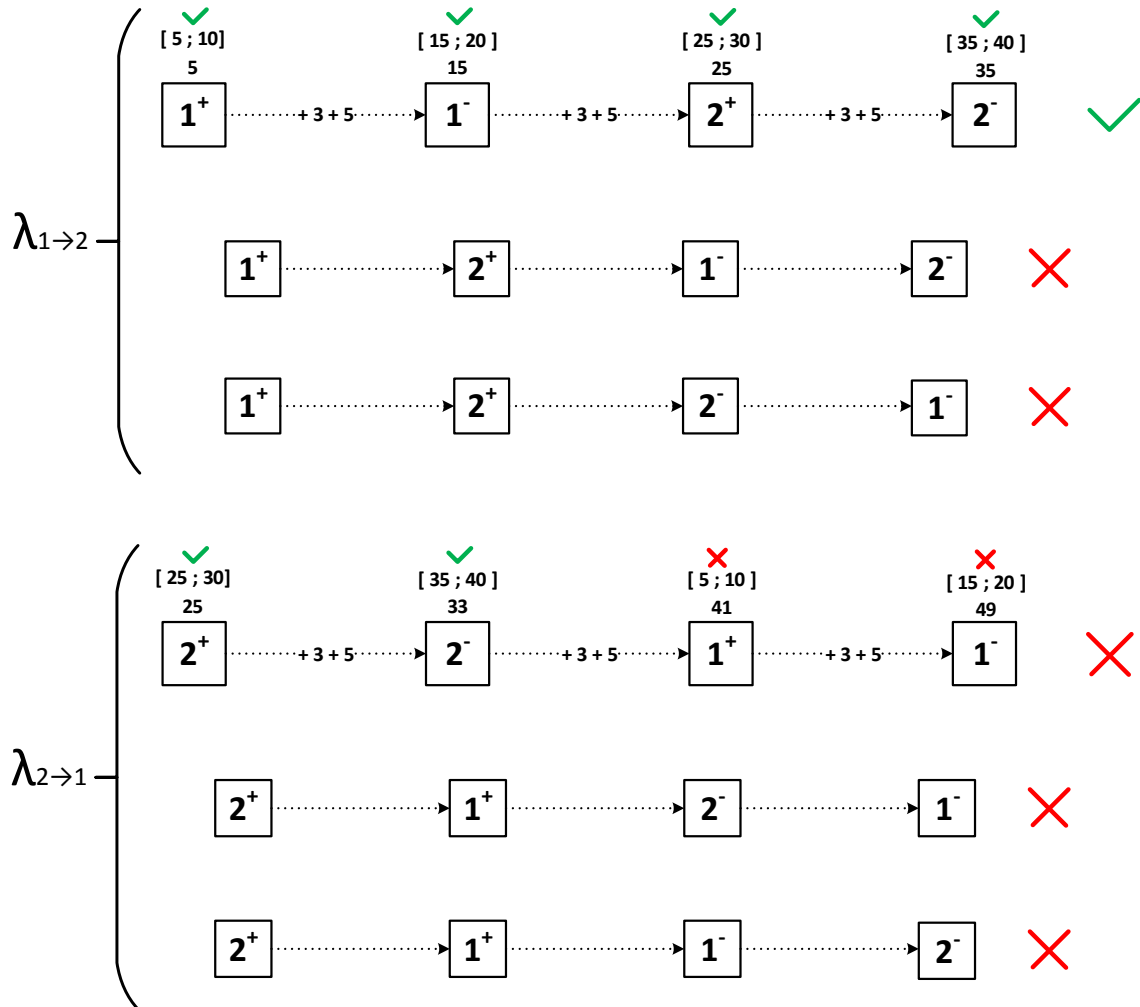 [ 5 ; 10] [ 15 ; 20 ] [ 25 ; 30 ] [ 35 ; 40 ]
5 15 25 35
1+ + 3 + 5 1- + 3 + 5 2+ + 3 + 5 2-
λ1→2
1+ 2+ 1- 2-
1+ 2+ 2- 1-
[ 25 ; 30] [ 35 ; 40 ] [ 5 ; 10 ] [ 15 ; 20 ]
25 33 41 49
2+ + 3 + 5 2- + 3 + 5 1+ + 3 + 5 1-
λ2→1
2+ 1+ 2- 1-
2+ 1+ 1- 2-